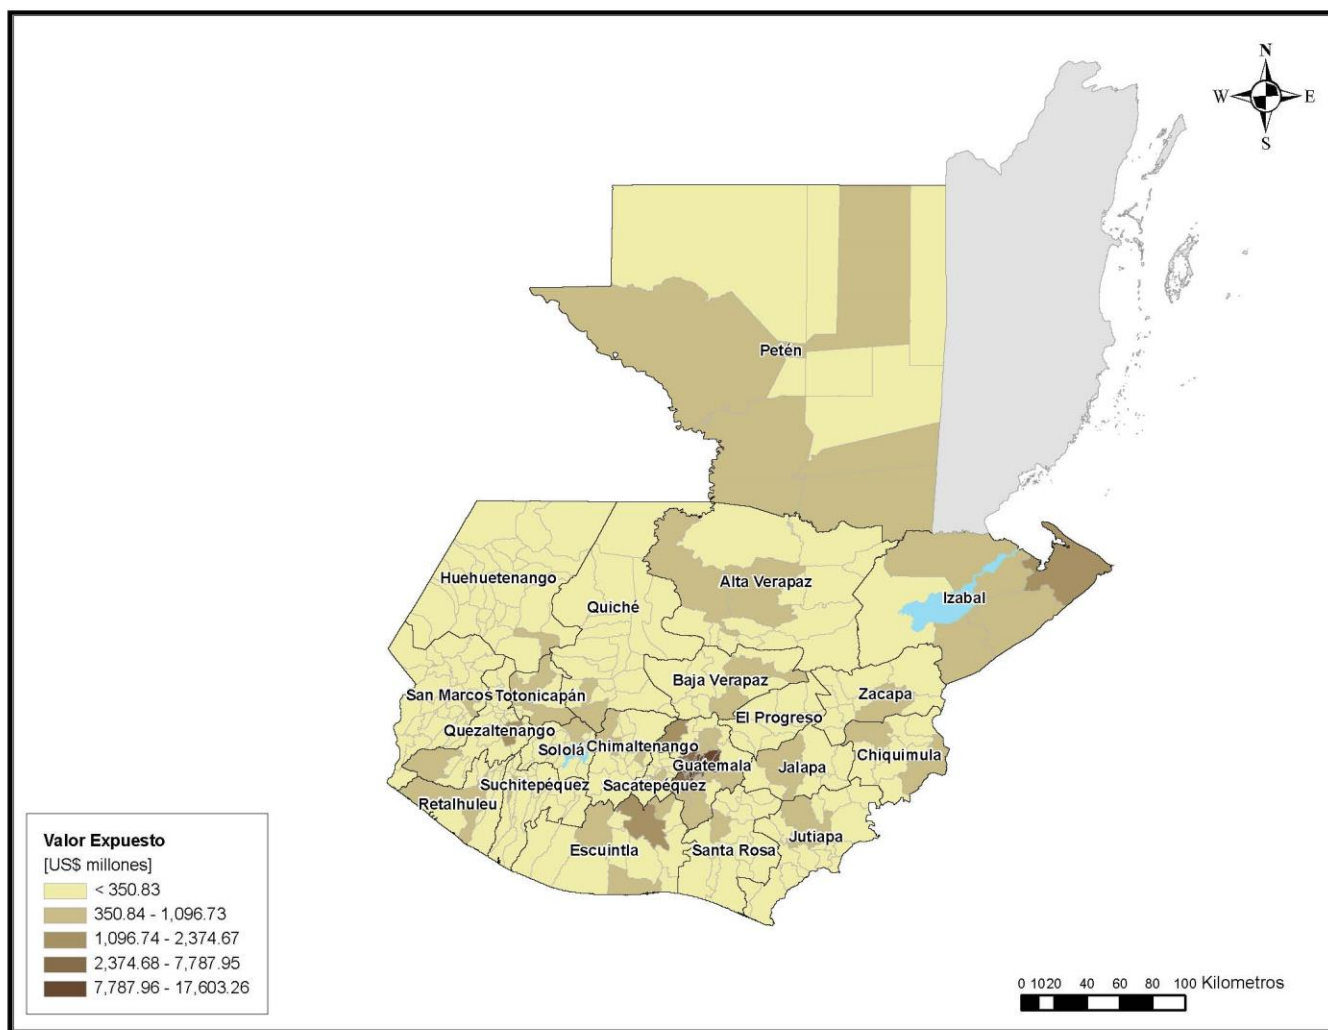 N
W E
S
Petén
Huehuetenango
Quiché
Alta Verapaz
Izabal
San Marcos
Totonicapán
Baja Verapaz
Zacapa
El Progreso
Quezaltenango
Sololá
Chimaltenango
Guatemala
Jalapa
Chiquimula
Suchitepéquez
Sacatepéquez
Retalhuleu
Escuintla
Santa Rosa
Jutiapa
Valor Expuesto
[US$ millones]
< 350.83
350.84 - 1,096.73
1,096.74 - 2,374.67
2,374.68 - 7,787.95
7,787.96 - 17,603.26
0 10 20 40 60 80 100 Kilometros